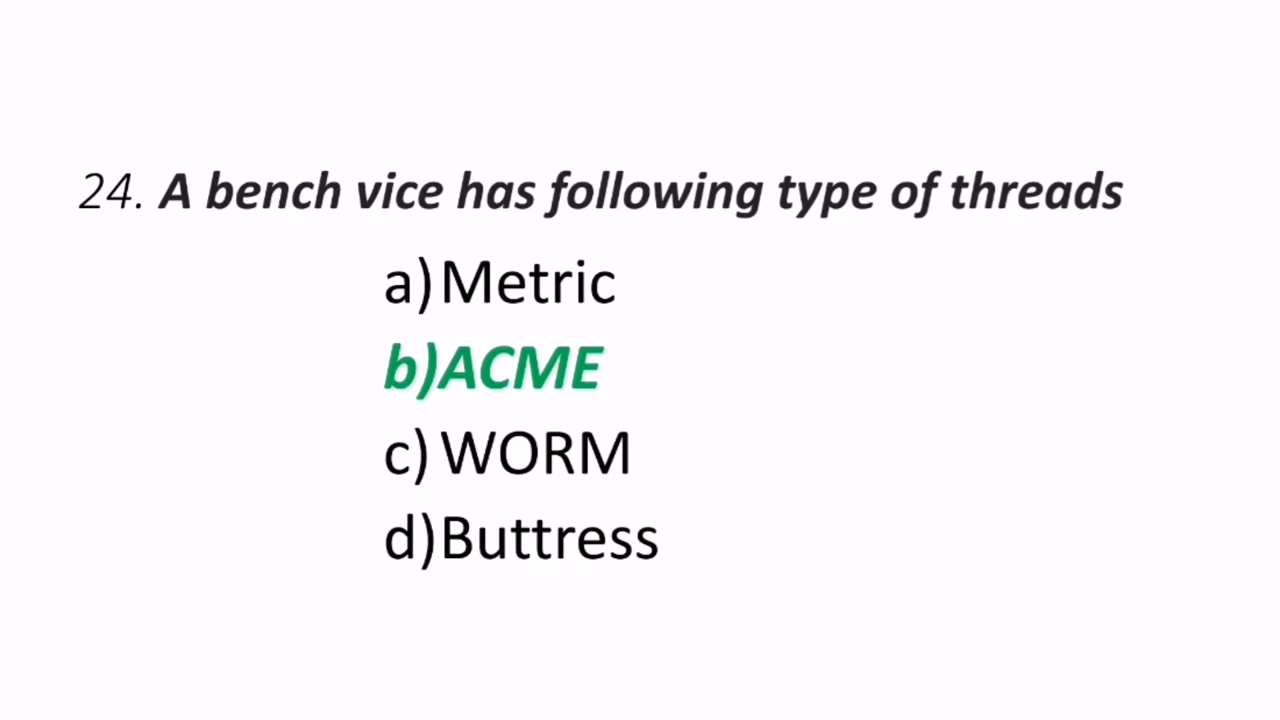 24. A bench vice has following type of threads
a) Metric
b) ACME
c) WORM
d) Buttress